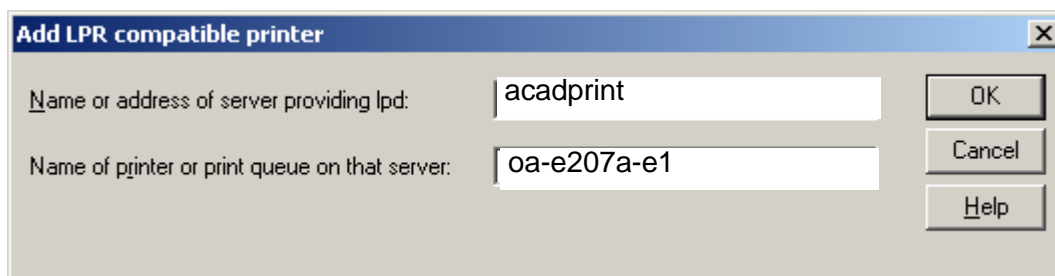 Add LPR compatible printer
Name or address of server providing lpd: acadprint OK
Name of printer or print queue on that server: oa-e207a-e1 Cancel
Help